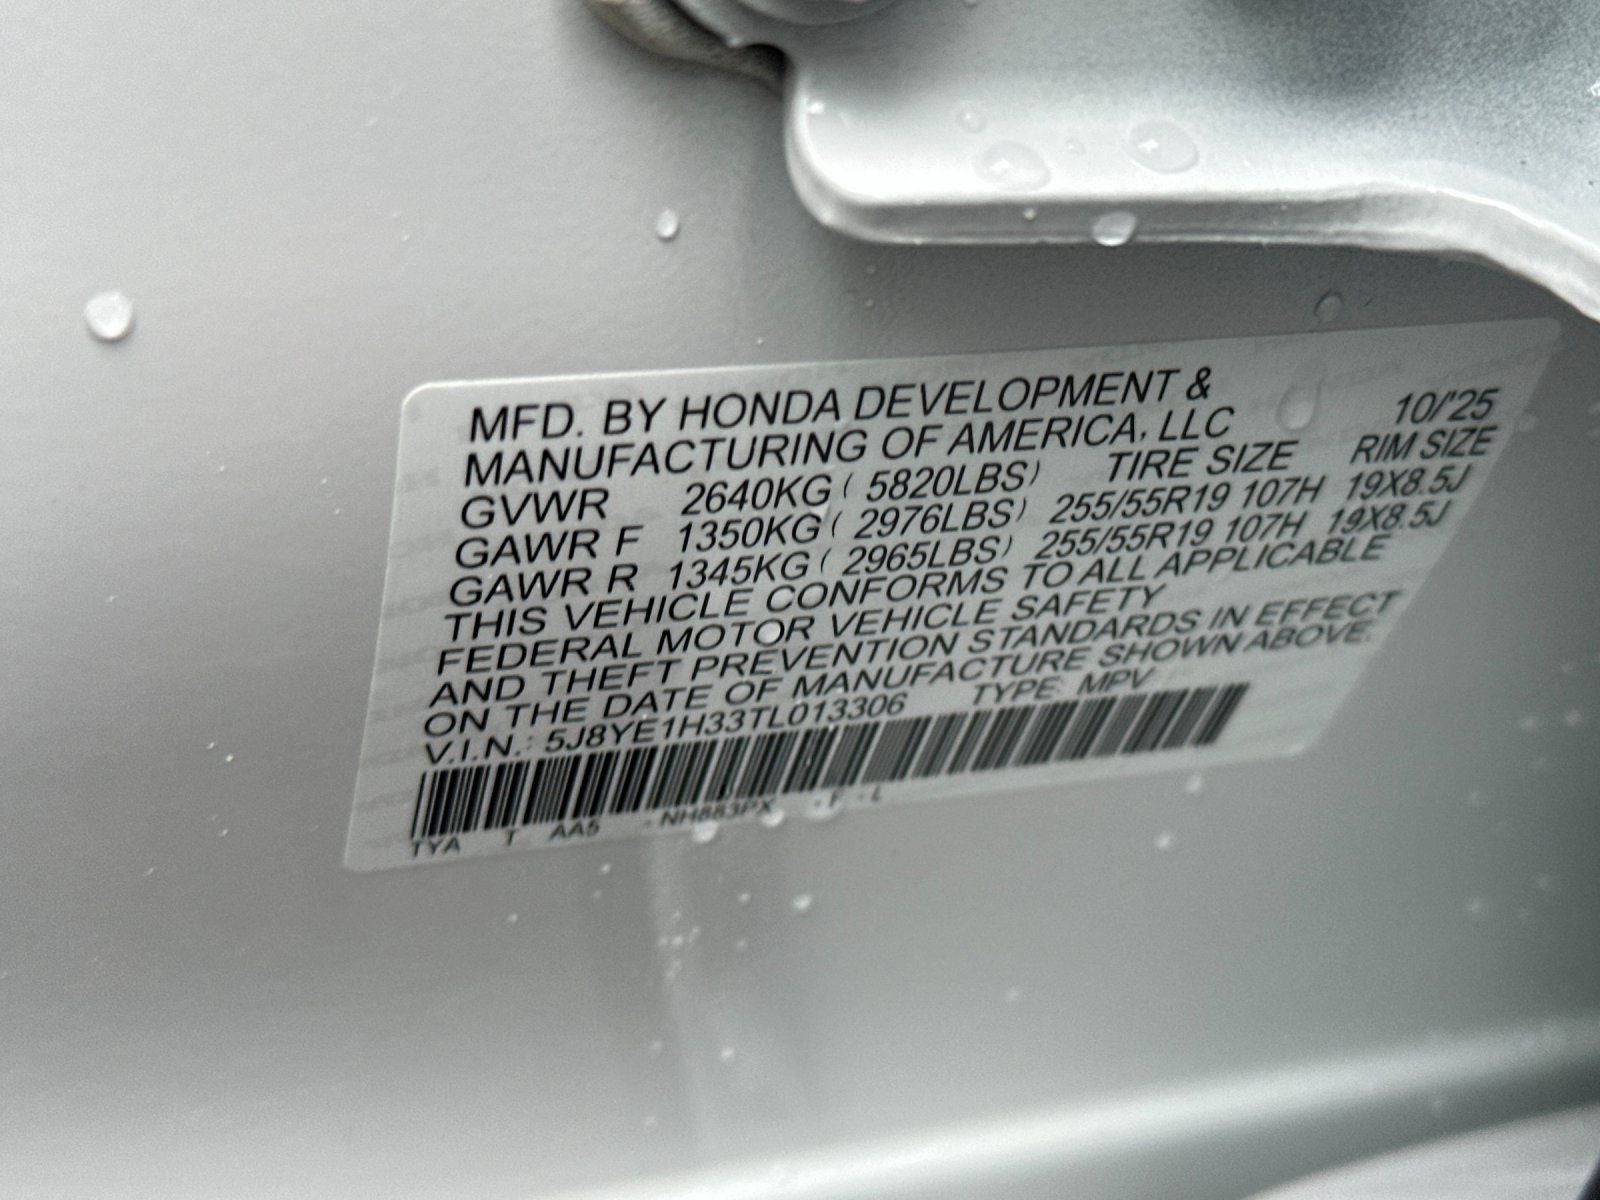 MFD. BY HONDA DEVELOPMENT &
MANUFACTURING OF AMERICA, LLC 10/'25
GVWR 2640KG ( 5820LBS) TIRE SIZE RIM SIZE
GAWR F 1350KG ( 2976LBS) 255/55R19 107H 19X8.5J
GAWR R 1345KG ( 2965LBS) 255/55R19 107H 19X8.5J
THIS VEHICLE CONFORMS TO ALL APPLICABLE
FEDERAL MOTOR VEHICLE SAFETY
AND THEFT PREVENTION STANDARDS IN EFFECT
ON THE DATE OF MANUFACTURE SHOWN ABOVE.
V.I.N.: 5J8YE1H33TL013306 TYPE: MPV
TYA T AA5 - NH883PX - F - L